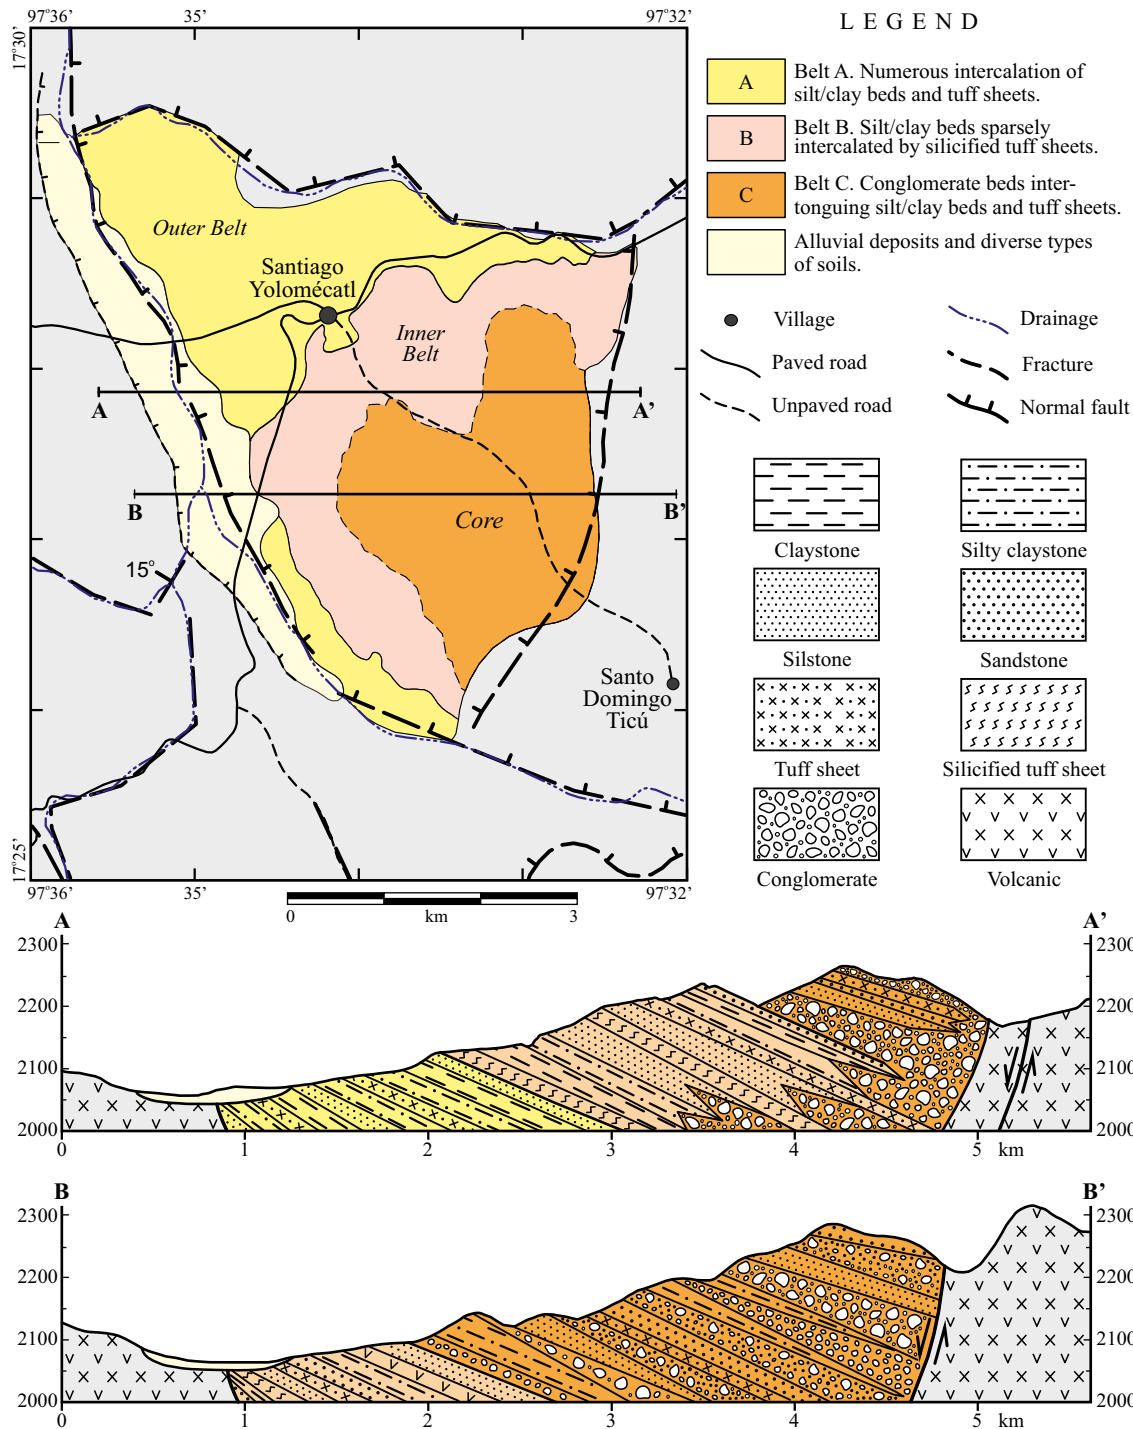 97°36’
35’
97°32’
17°30’
Outer Belt
Santiago
Yolomécatl
Inner
Belt
A
A’
B
B’
Core
15°
Santo
Domingo
Ticú
17°25’
97°36’
35’
97°32’
0
km
3
LEGEND
A
Belt A. Numerous intercalation of
silt/clay beds and tuff sheets.
B
Belt B. Silt/clay beds sparsely
intercalated by silicified tuff sheets.
C
Belt C. Conglomerate beds inter-
tonguing silt/clay beds and tuff sheets.
Alluvial deposits and diverse types
of soils.
Village
Drainage
Paved road
Fracture
Unpaved road
Normal fault
Claystone
Silty claystone
Silstone
Sandstone
Tuff sheet
Silicified tuff sheet
Conglomerate
Volcanic
A
A’
2300
2300
2200
2200
2100
2100
2000
2000
0
1
2
3
4
5
km
B
B’
2300
2300
2200
2200
2100
2100
2000
2000
0
1
2
3
4
5
km